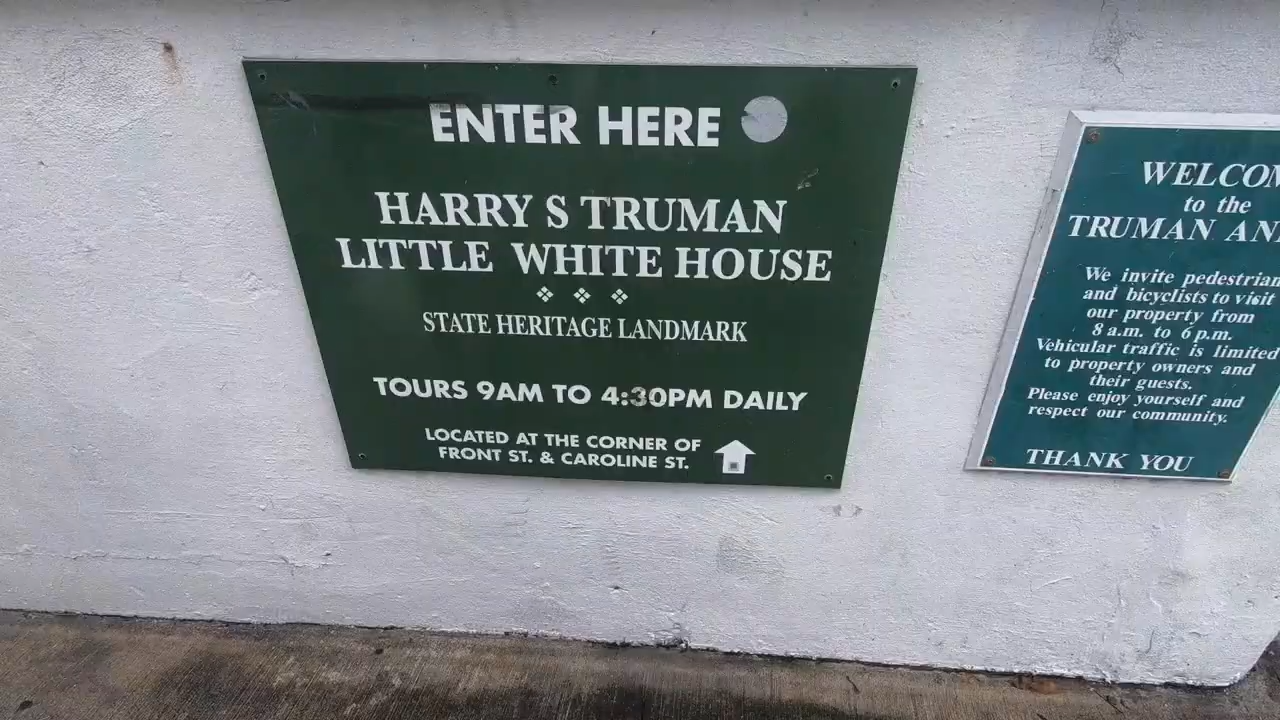 ENTER HERE
HARRY S TRUMAN
LITTLE WHITE HOUSE
STATE HERITAGE LANDMARK
TOURS 9AM TO 4:30PM DAILY
LOCATED AT THE CORNER OF
FRONT ST. & CAROLINE ST.
to the
TRUMAN
We invite
and bicyclists to visit
our property from
8 a.m. to 6 p.m.
Vehicular traffic is limited
to property owners and
their guests.
Please enjoy yourself and
respect our community.
THANK YOU